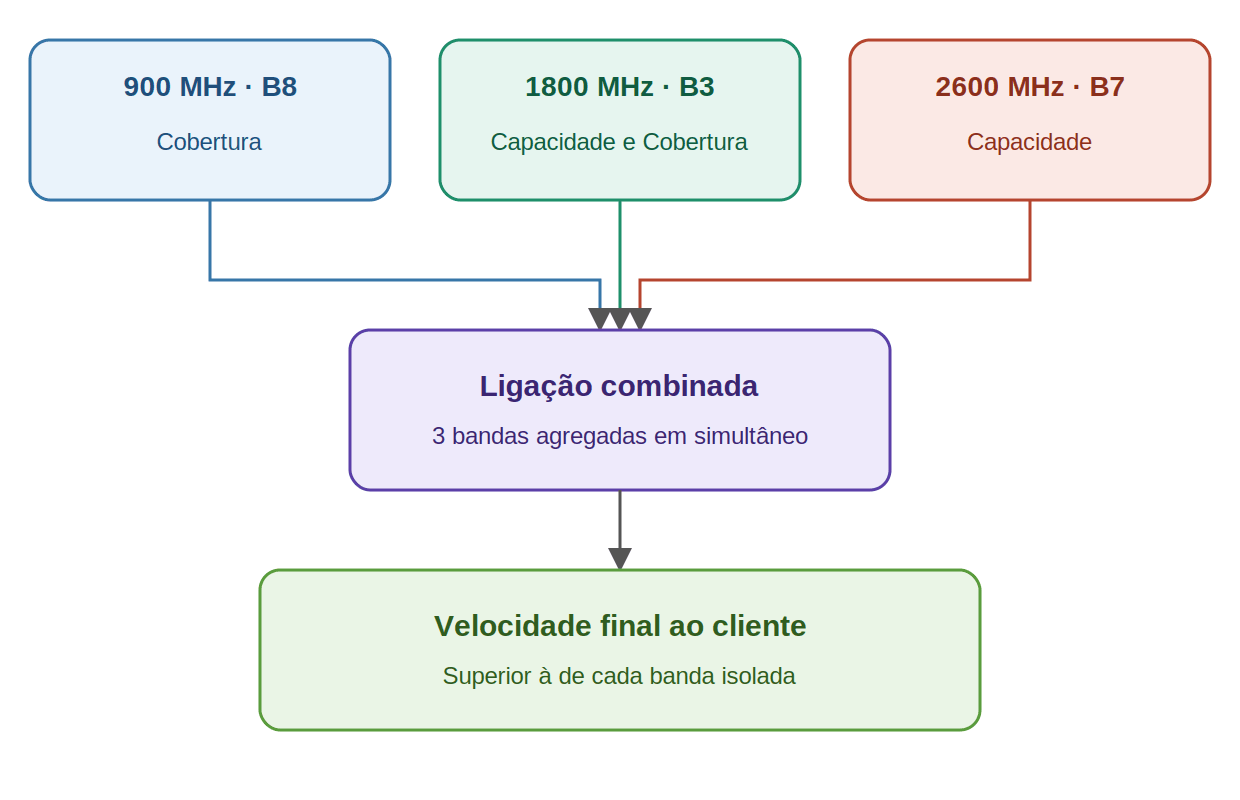 900 MHz · B8
Cobertura
1800 MHz · B3
Capacidade e Cobertura
2600 MHz · B7
Capacidade
Ligação combinada
3 bandas agregadas em simultâneo
Velocidade final ao cliente
Superior à de cada banda isolada